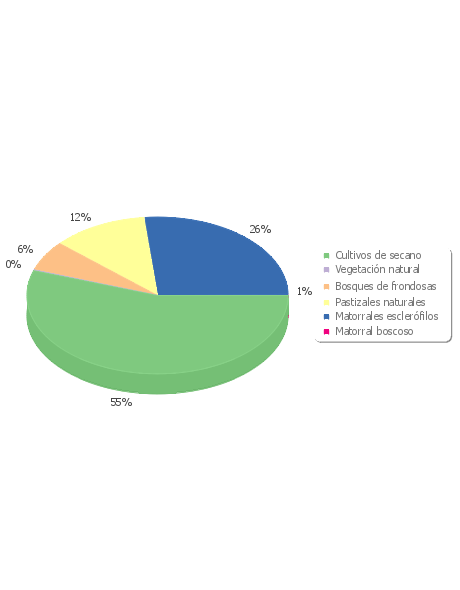 12%
26%
6%
0%
1%
55%
Cultivos de secano
Vegetación natural
Bosques de frondosas
Pastizales naturales
Matorrales esclerófilos
Matorral boscoso